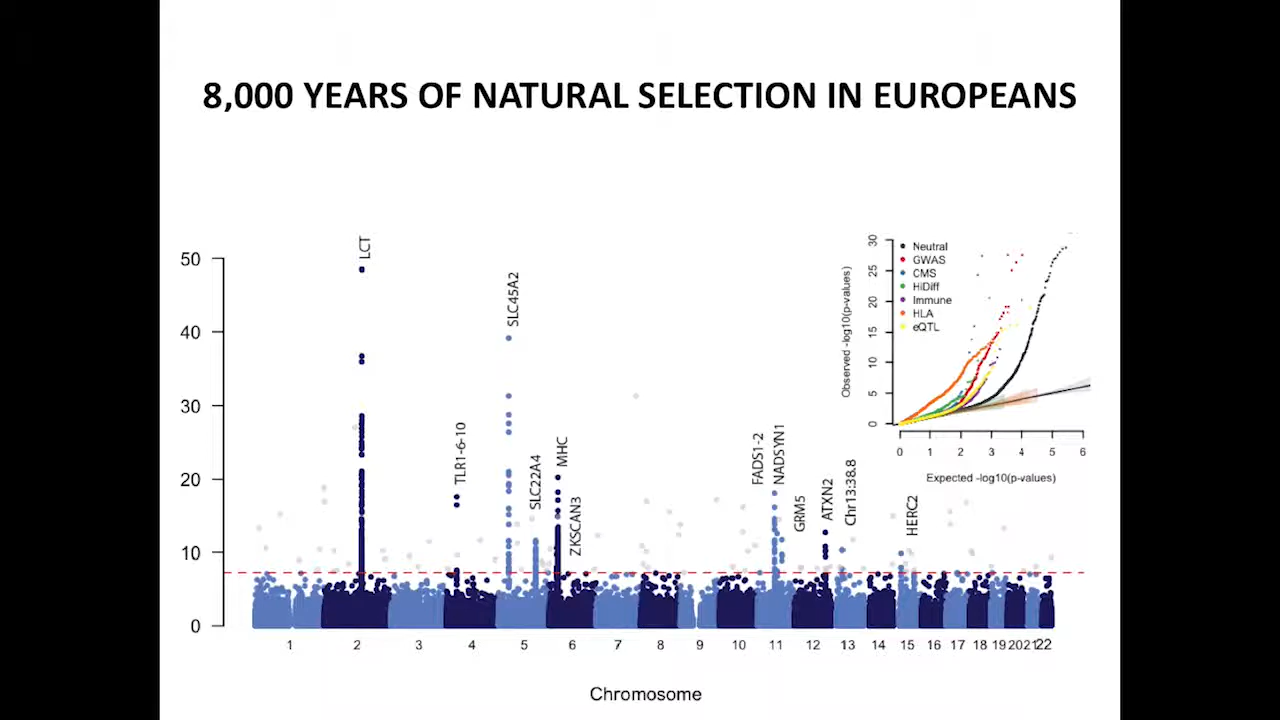 8,000 YEARS OF NATURAL SELECTION IN EUROPEANS
50
40
30
20
10
0
LCT
TLR1-6-10
SLC45A2
SLC22A4
MHC
ZKSCAN3
FADS1-2
NADSYN1
GRM5
ATXN2
Chr13:38.8
HERC2
1 2 3 4 5 6 7 8 9 10 11 12 13 14 15 16 17 18 19 20 21 22
Chromosome
Observed -log10(p-values)
30
25
20
15
10
5
0
Neutral
GWAS
CMS
HiDiff
Immune
HLA
eQTL
0 1 2 3 4 5 6
Expected -log10(p-values)